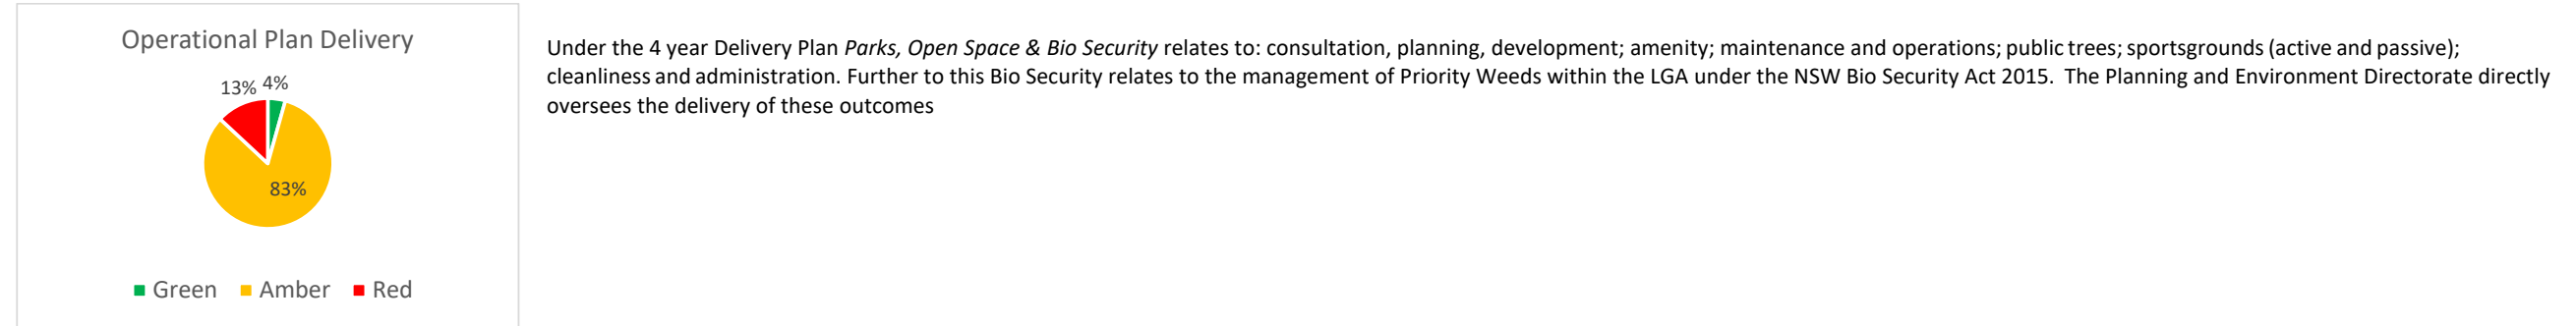 Operational Plan Delivery
13% 4%
83%
Green Amber Red
Under the 4 year Delivery Plan Parks, Open Space & Bio Security relates to: consultation, planning, development; amenity; maintenance and operations; public trees; sportsgrounds (active and passive);
cleanliness and administration. Further to this Bio Security relates to the management of Priority Weeds within the LGA under the NSW Bio Security Act 2015. The Planning and Environment Directorate directly
oversees the delivery of these outcomes